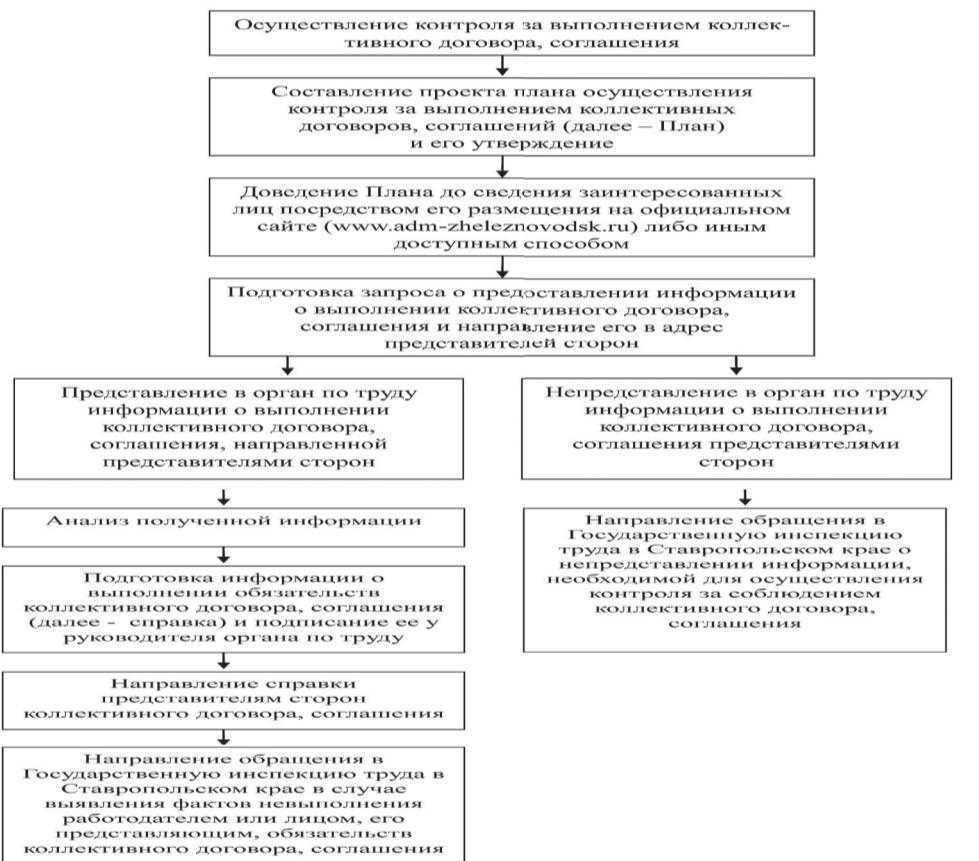 Осуществление контроля за выполнением коллек-
тивного договора, соглашения
Составление проекта плана осуществления
контроля за выполнением коллективных
договоров, соглашений (далее – План)
и его утверждение
Доведение Плана до сведения заинтересованных
лиц посредством его размещения на официальном
сайте (www.adm-zheleznovodsk.ru) либо иным
доступным способом
Подготовка запроса о предоставлении информации
о выполнении коллективного договора,
соглашения и направление его в адрес
представителей сторон
Представление в орган по труду
информации о выполнении
коллективного договора,
соглашения, направленной
представителями сторон
Непредставление в орган по труду
информации о выполнении
коллективного договора,
соглашения представителями
сторон
Анализ полученной информации
Направление обращения в
Государственную инспекцию
труда в Ставропольском крае о
непредставлении информации,
необходимой для осуществления
контроля за соблюдением
коллективного договора,
соглашения
Подготовка информации о
выполнении обязательств
коллективного договора, соглашения
(далее - справка) и подписание ее у
руководителя органа по труду
Направление справки
представителям сторон
коллективного договора, соглашения
Направление обращения в
Государственную инспекцию труда в
Ставропольском крае в случае
выявления фактов невыполнения
работодателем или лицом, его
представляющим, обязательств
коллективного договора, соглашения